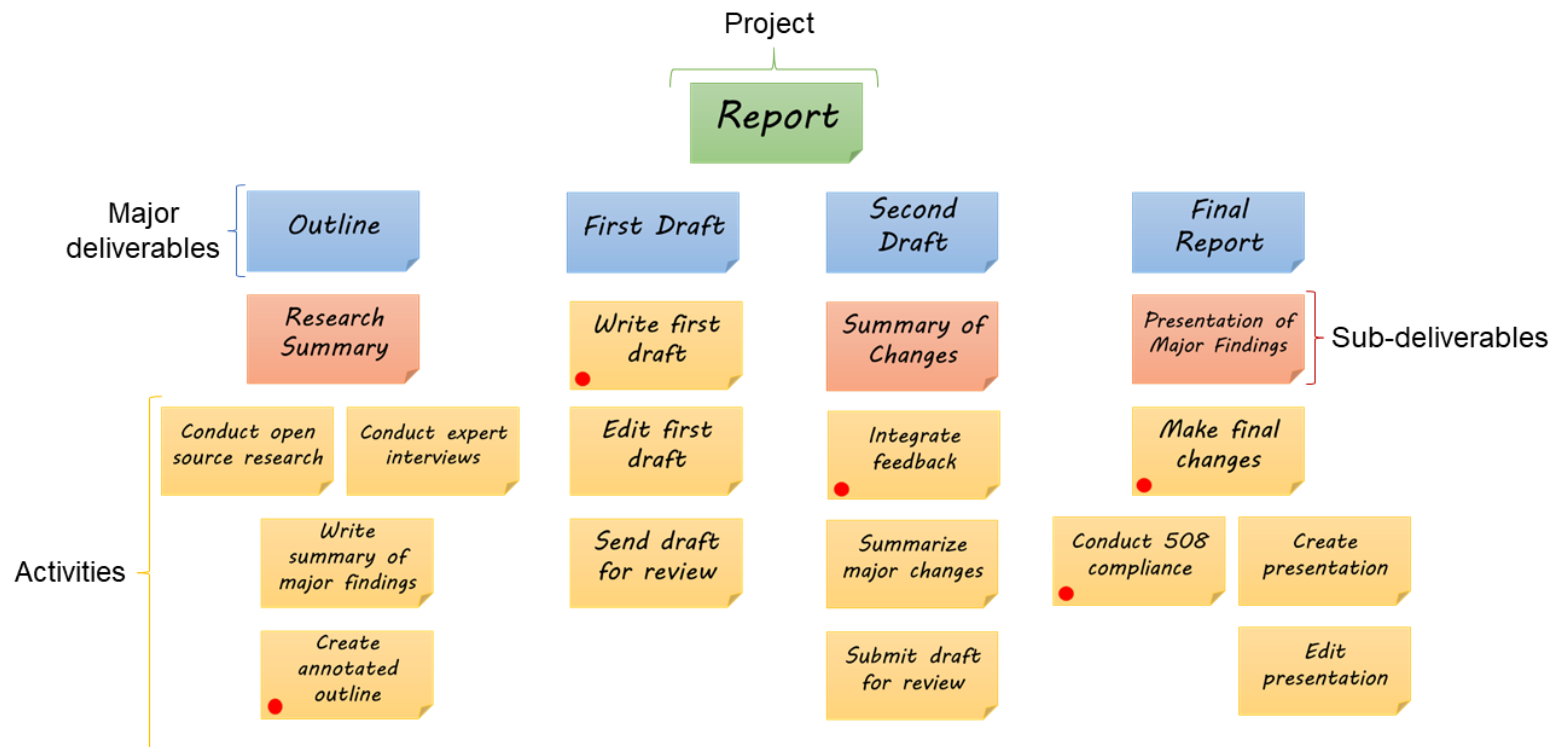 Project
Report
Major
deliverables
Outline
First Draft
Second
Draft
Final
Report
Research
Summary
Write first
draft
Summary of
Changes
Presentation of
Major Findings
Sub-deliverables
Activities
Conduct open
source research
Conduct expert
interviews
Edit first
draft
Integrate
feedback
Make final
changes
Write
summary of
major findings
Send draft
for review
Summarize
major changes
Conduct 508
compliance
Create
presentation
Create
annotated
outline
Submit draft
for review
Edit
presentation